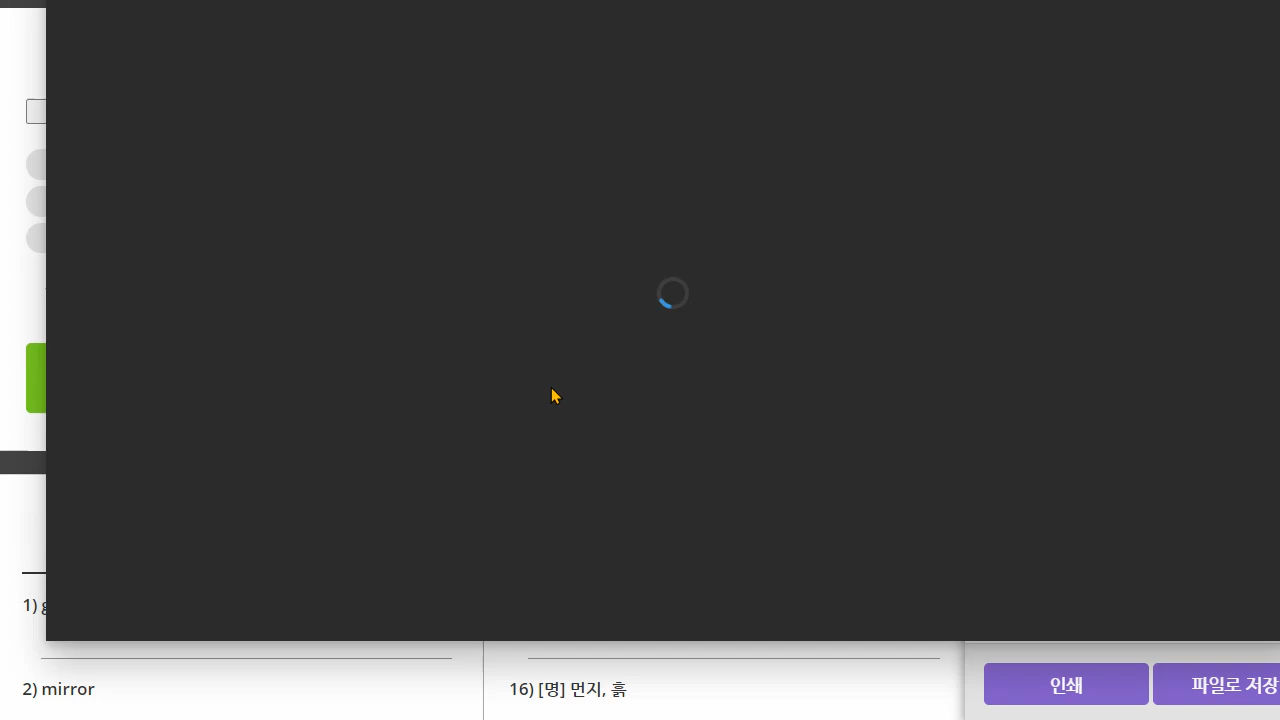 1)
2) mirror
16) [명] 먼지, 흙
인쇄
파일로 저장